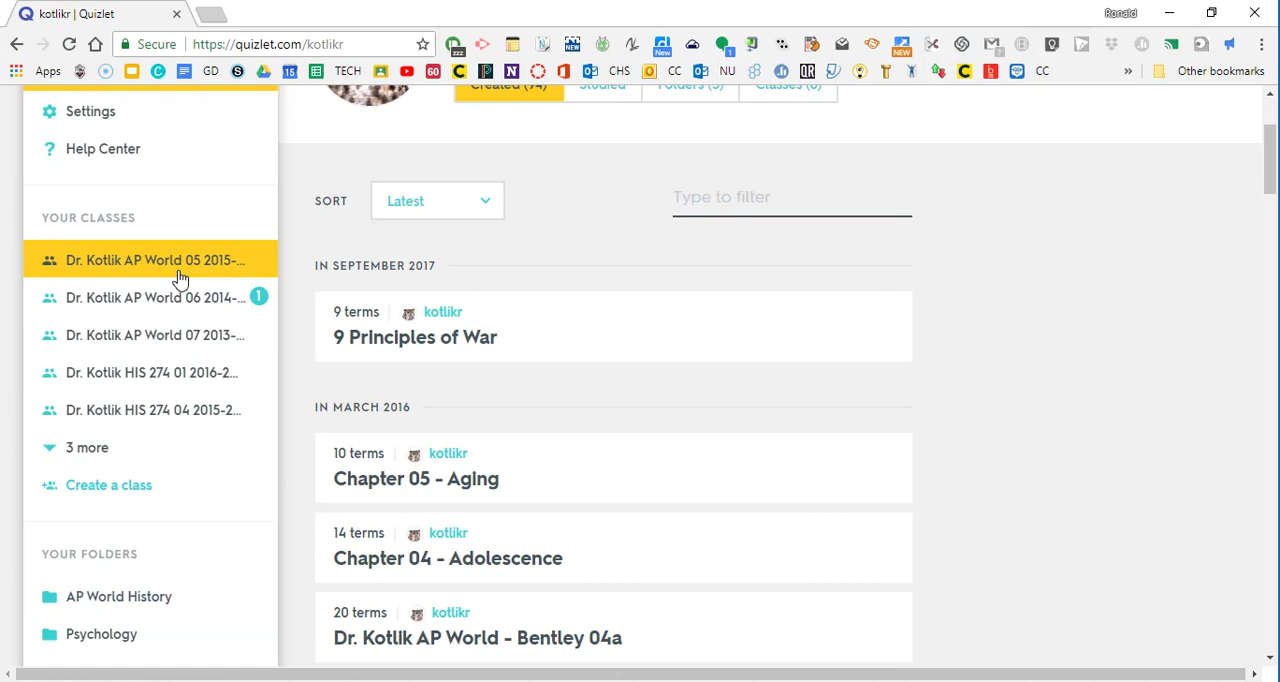 kotlikr | Quizlet
Ronald
Secure https://quizlet.com/kotlikr
Apps GD 15 TECH 60 CHS CC NU CC Other bookmarks
Created (94) Studied Folders (3)
Settings
Help Center
YOUR CLASSES
Dr. Kotlik AP World 05 2015-...
Dr. Kotlik AP World 06 2014-... 1
Dr. Kotlik AP World 07 2013-...
Dr. Kotlik HIS 274 01 2016-2...
Dr. Kotlik HIS 274 04 2015-2...
3 more
Create a class
YOUR FOLDERS
AP World History
Psychology
SORT Latest Type to filter
IN SEPTEMBER 2017
9 terms kotlikr
9 Principles of War
IN MARCH 2016
10 terms kotlikr
Chapter 05 - Aging
14 terms kotlikr
Chapter 04 - Adolescence
20 terms kotlikr
Dr. Kotlik AP World - Bentley 04a